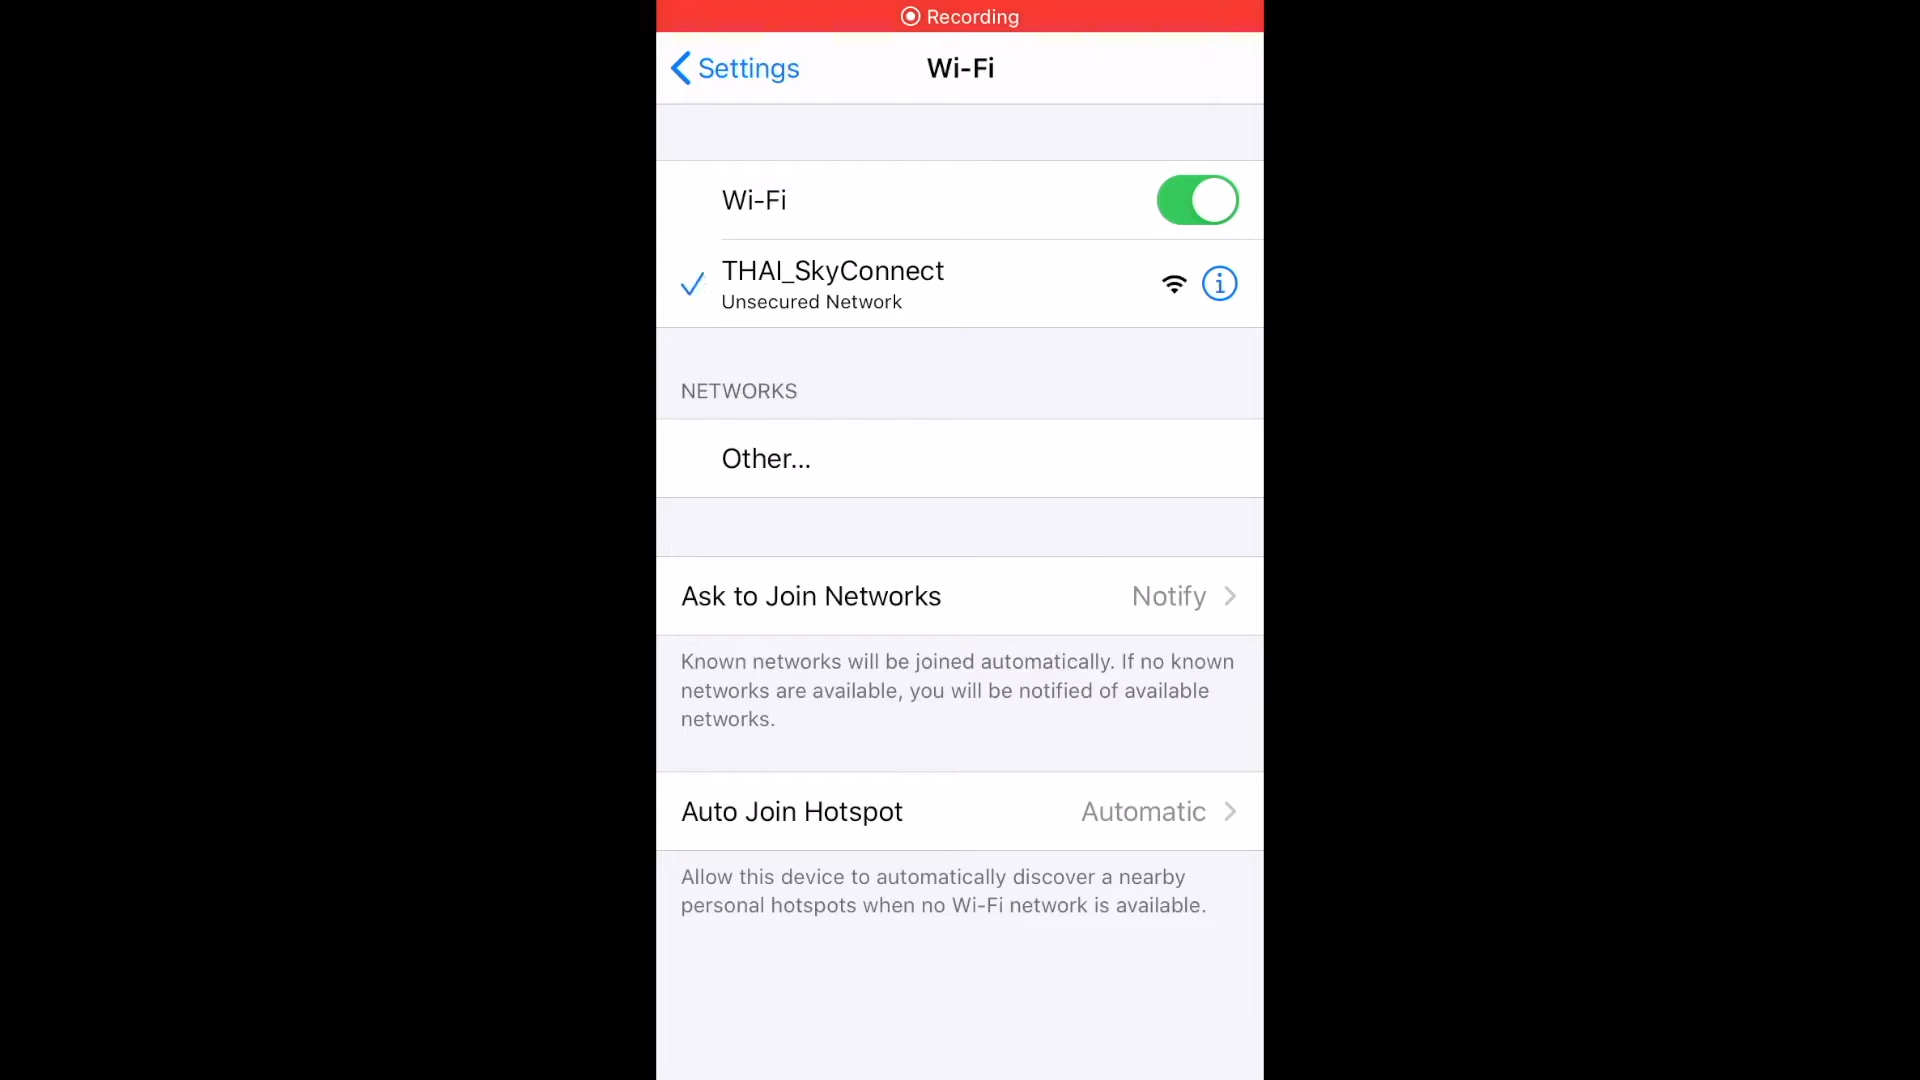 Recording
Settings
Wi-Fi
Wi-Fi
THAI_SkyConnect
Unsecured Network
NETWORKS
Other...
Ask to Join Networks Notify
Known networks will be joined automatically. If no known
networks are available, you will be notified of available
networks.
Auto Join Hotspot Automatic
Allow this device to automatically discover a nearby
personal hotspots when no Wi-Fi network is available.